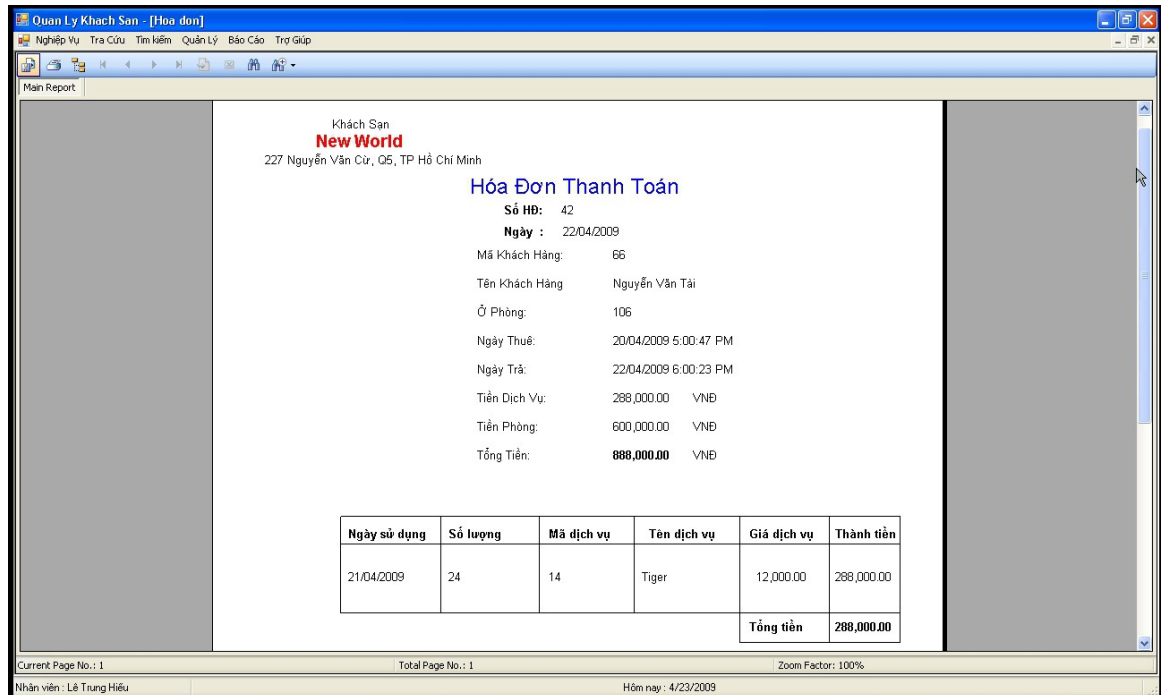 Quan Ly Khach San - [Hoa don]
Nghiệp Vụ Tra Cứu Tìm kiếm Quản Lý Báo Cáo Trợ Giúp
Main Report
Khách Sạn
New World
227 Nguyễn Văn Cừ, Q5, TP Hồ Chí Minh
Hóa Đơn Thanh Toán
Số HĐ: 42
Ngày : 22/04/2009
Mã Khách Hàng: 66
Tên Khách Hàng Nguyễn Văn Tài
Ở Phòng: 106
Ngày Thuê: 20/04/2009 5:00:47 PM
Ngày Trả: 22/04/2009 6:00:23 PM
Tiền Dịch Vụ: 288,000.00 VNĐ
Tiền Phòng: 600,000.00 VNĐ
Tổng Tiền: 888,000.00 VNĐ
Ngày sử dụng Số lượng Mã dịch vụ Tên dịch vụ Giá dịch vụ Thành tiền
21/04/2009 24 14 Tiger 12,000.00 288,000.00
Tổng tiền 288,000.00
Current Page No.: 1 Total Page No.: 1 Zoom Factor: 100%
Nhân viên : Lê Trung Hiếu Hôm nay : 4/23/2009